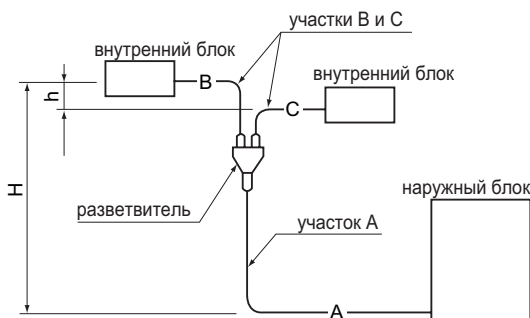 участки B и C
внутренний блок
внутренний блок
B
C
h
H
разветвитель
наружный блок
участок A
A